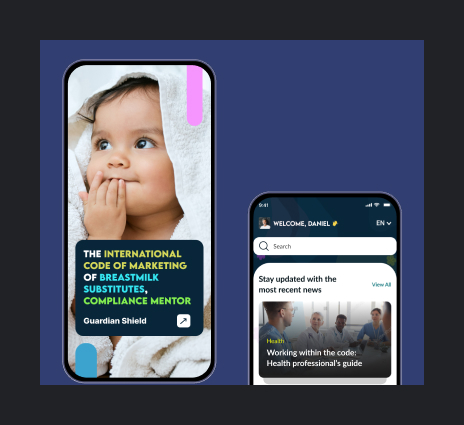 THE INTERNATIONAL
CODE OF MARKETING
OF BREASTMILK
SUBSTITUTES,
COMPLIANCE MENTOR
Guardian Shield
9:41
WELCOME, DANIEL
EN
Search
Stay updated with the
most recent news
View All
Health
Working within the code:
Health professional's guide